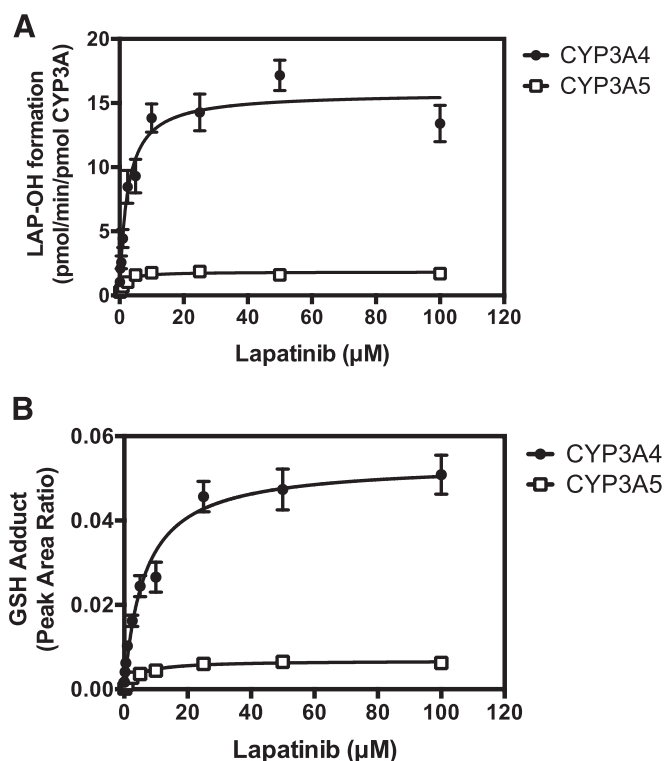 A
LAP-OH formation
(pmol/min/pmol CYP3A)
20
15
10
5
0
0 20 40 60 80 100 120
Lapatinib (µM)
CYP3A4
CYP3A5
B
GSH Adduct
(Peak Area Ratio)
0.06
0.04
0.02
0.00
0 20 40 60 80 100 120
Lapatinib (µM)
CYP3A4
CYP3A5